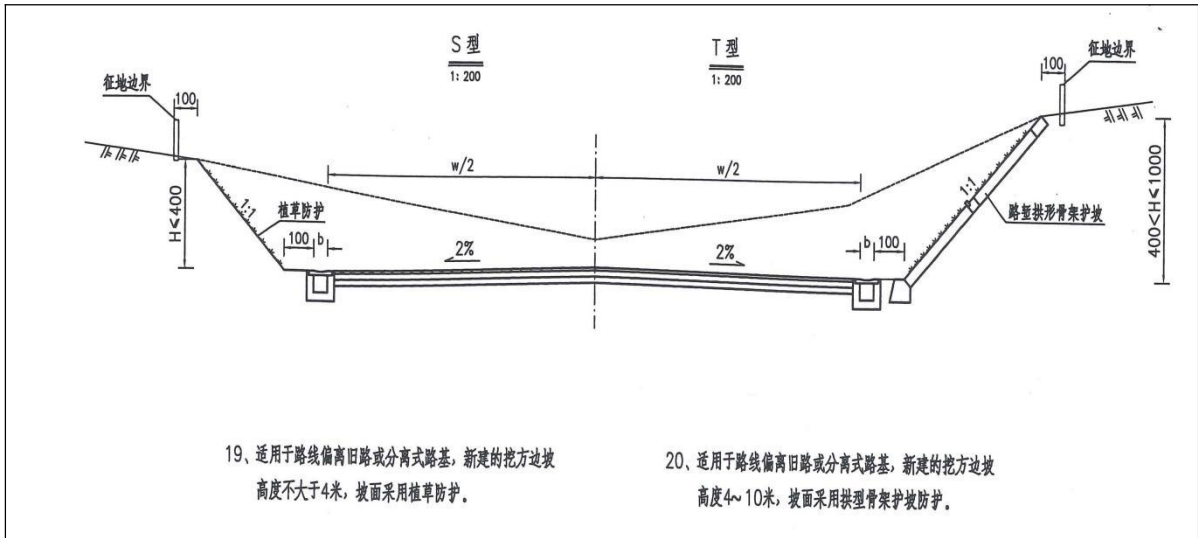 S型
1:200
T型
1:200
征地边界
100
100
征地边界
w/2
w/2
H≤400
1:1
植草防护
100
b
2%
2%
b
100
1:1
路堑拱形骨架护坡
400<H≤1000
19、适用于路线偏离旧路或分离式路基，新建的挖方边坡
高度不大于4米，坡面采用植草防护。
20、适用于路线偏离旧路或分离式路基，新建的挖方边坡
高度4~10米，坡面采用拱型骨架护坡防护。